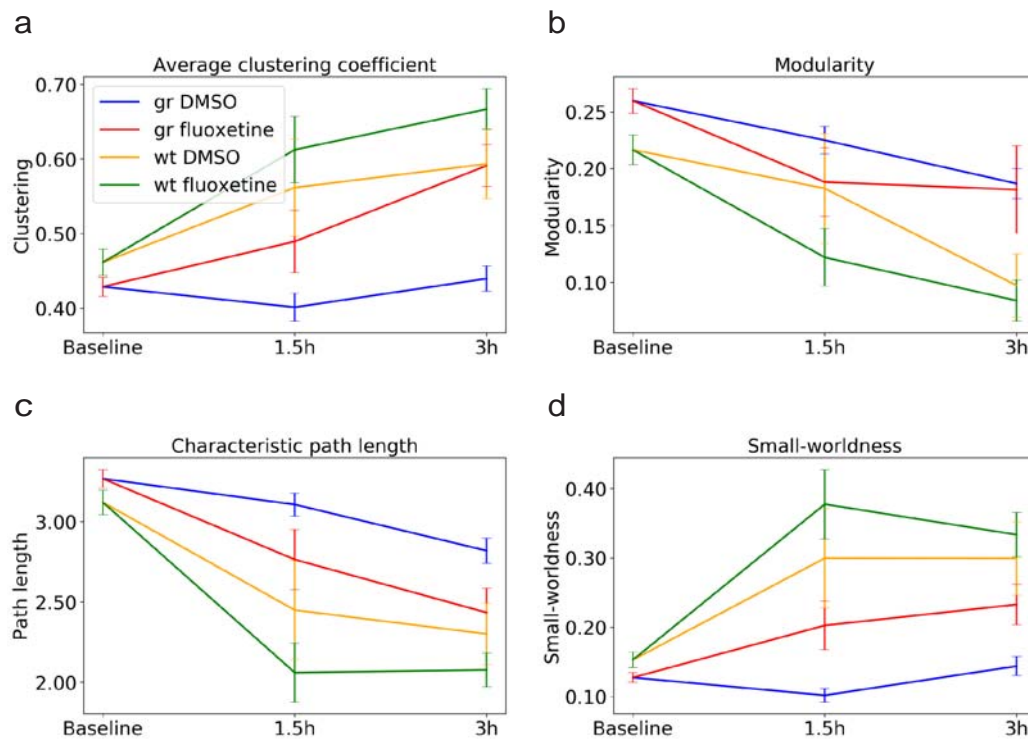 a
Average clustering coefficient
0.70
0.60
0.50
0.40
Clustering
gr DMSO
gr fluoxetine
wt DMSO
wt fluoxetine
Baseline 1.5h 3h
b
Modularity
0.25
0.20
0.15
0.10
Modularity
Baseline 1.5h 3h
c
Characteristic path length
3.00
2.50
2.00
Path length
Baseline 1.5h 3h
d
Small-worldness
0.40
0.30
0.20
0.10
Small-worldness
Baseline 1.5h 3h